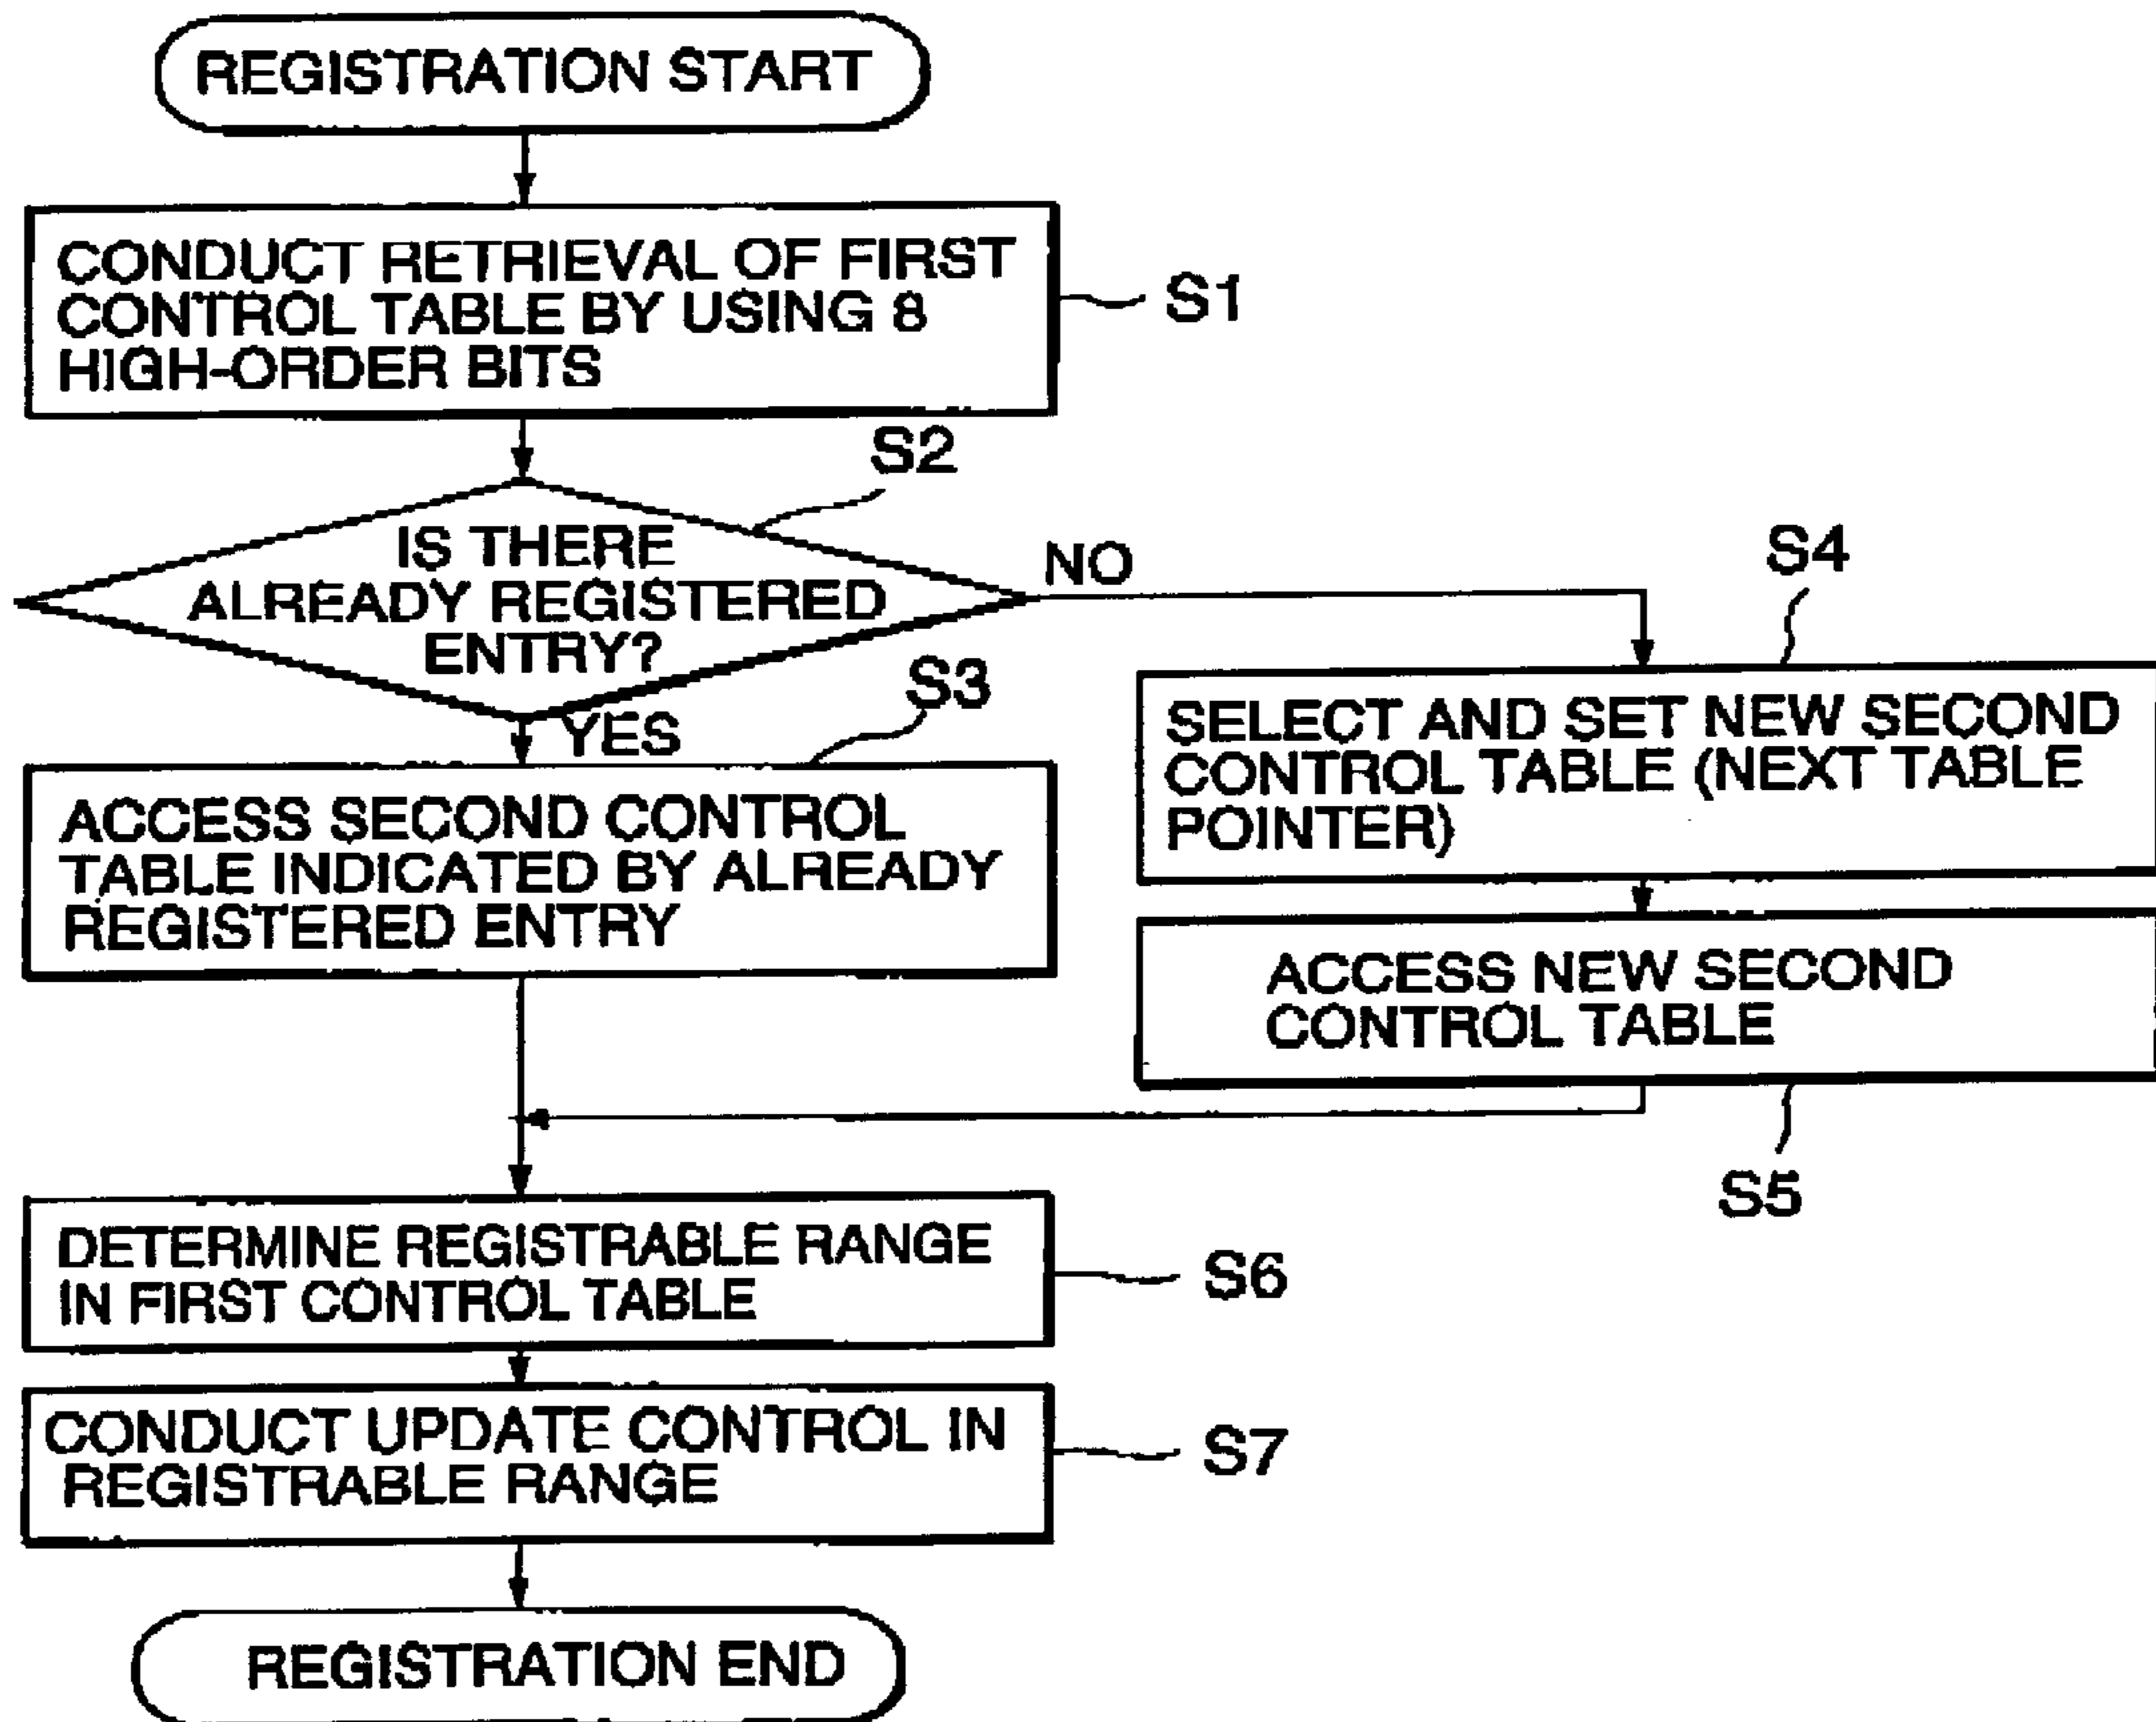 REGISTRATION START
CONDUCT RETRIEVAL OF FIRST
CONTROL TABLE BY USING 8
HIGH-ORDER BITS
S1
S2
IS THERE
ALREADY REGISTERED
ENTRY?
NO
YES
S3
ACCESS SECOND CONTROL
TABLE INDICATED BY ALREADY
REGISTERED ENTRY
S4
SELECT AND SET NEW SECOND
CONTROL TABLE (NEXT TABLE
POINTER)
ACCESS NEW SECOND
CONTROL TABLE
S5
DETERMINE REGISTRABLE RANGE
IN FIRST CONTROL TABLE
S6
CONDUCT UPDATE CONTROL IN
REGISTRABLE RANGE
S7
REGISTRATION END